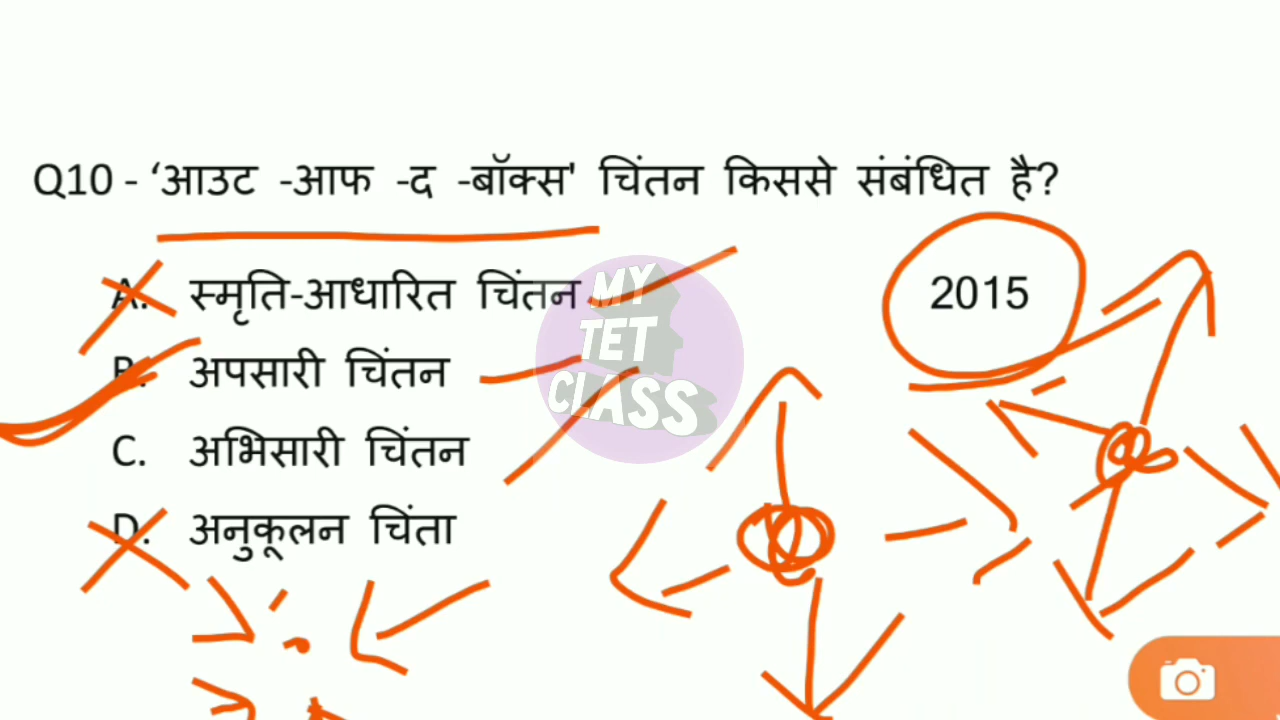 Q10 - ‘आउट -आफ -द -बॉक्स' चिंतन किससे संबंधित है?
A. स्मृति-आधारित चिंतन
2015
B. अपसारी चिंतन
C. अभिसारी चिंतन
D. अनुकूलन चिंता
MY
TET
CLASS